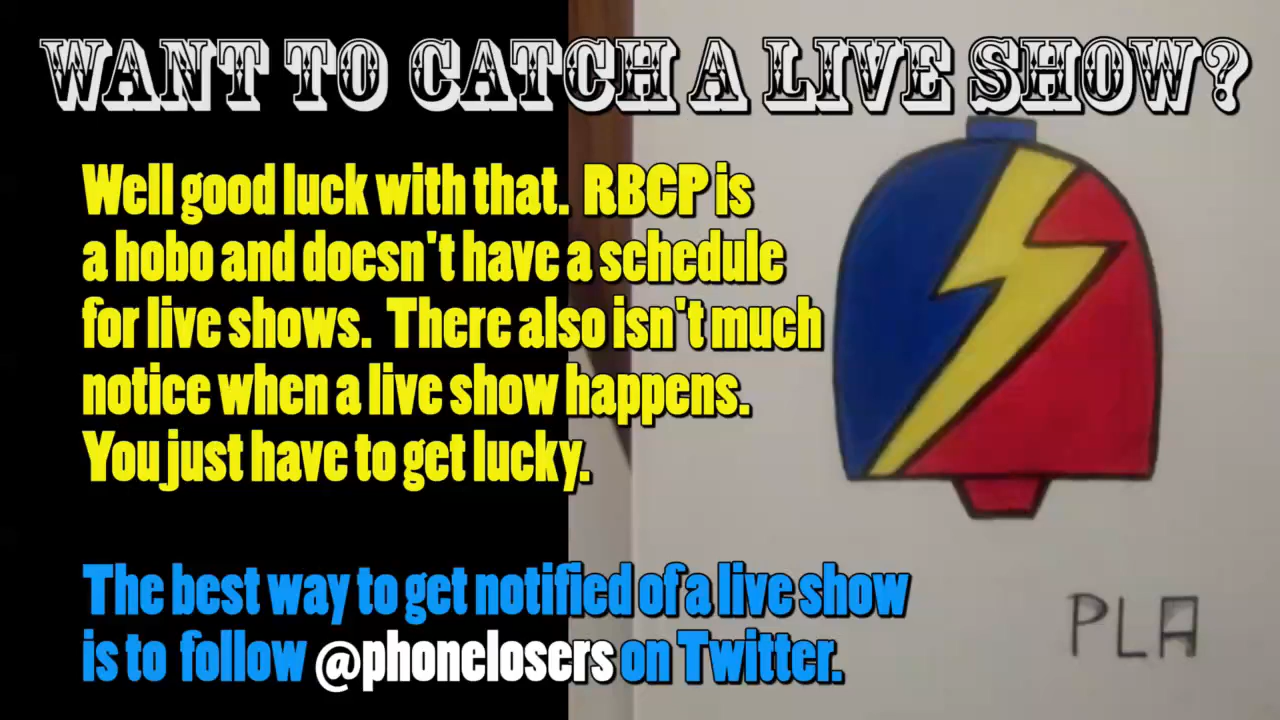 WANT TO CATCH A LIVE SHOW?
Well good luck with that. RBCP is
a hobo and doesn't have a schedule
for live shows. There also isn't much
notice when a live show happens.
You just have to get lucky.
The best way to get notified of a live show
is to follow @phonelosers on Twitter.
PLA